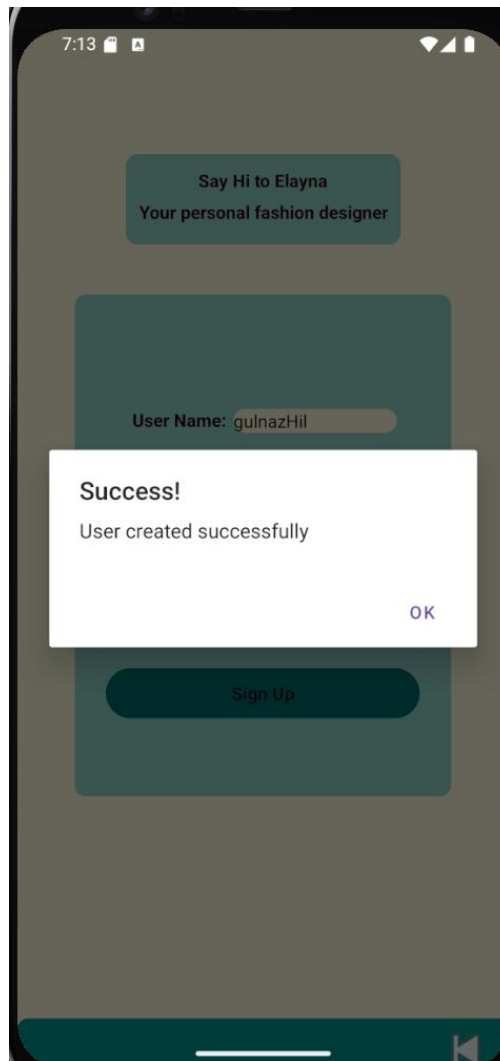 7:13
Say Hi to Elayna
Your personal fashion designer
User Name: gulnazHil
Success!
User created successfully
OK
Sign Up